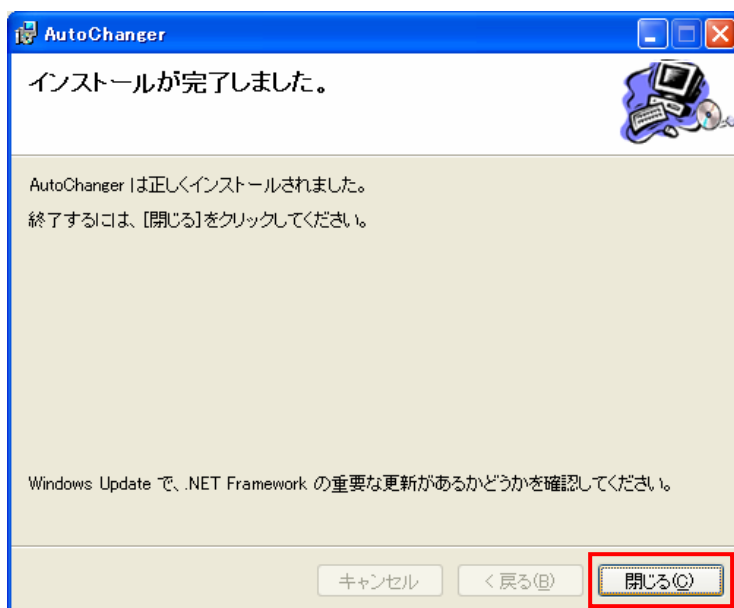 AutoChanger
インストールが完了しました。
AutoChanger は正しくインストールされました。
終了するには、[閉じる]をクリックしてください。
Windows Update で、.NET Framework の重要な更新があるかどうかを確認してください。
キャンセル
< 戻る(B)
閉じる(C)